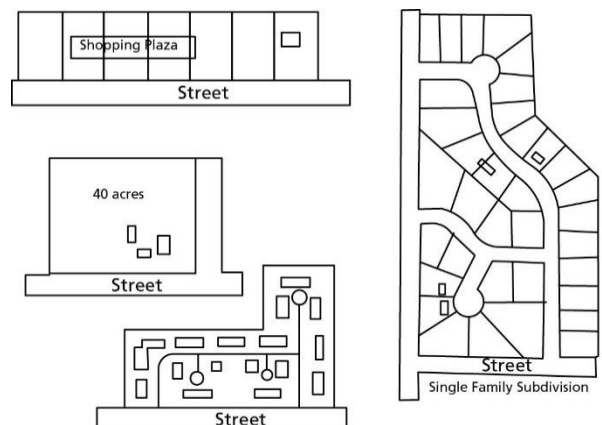 Shopping Plaza
Street
40 acres
Street
Street
Street
Single Family Subdivision